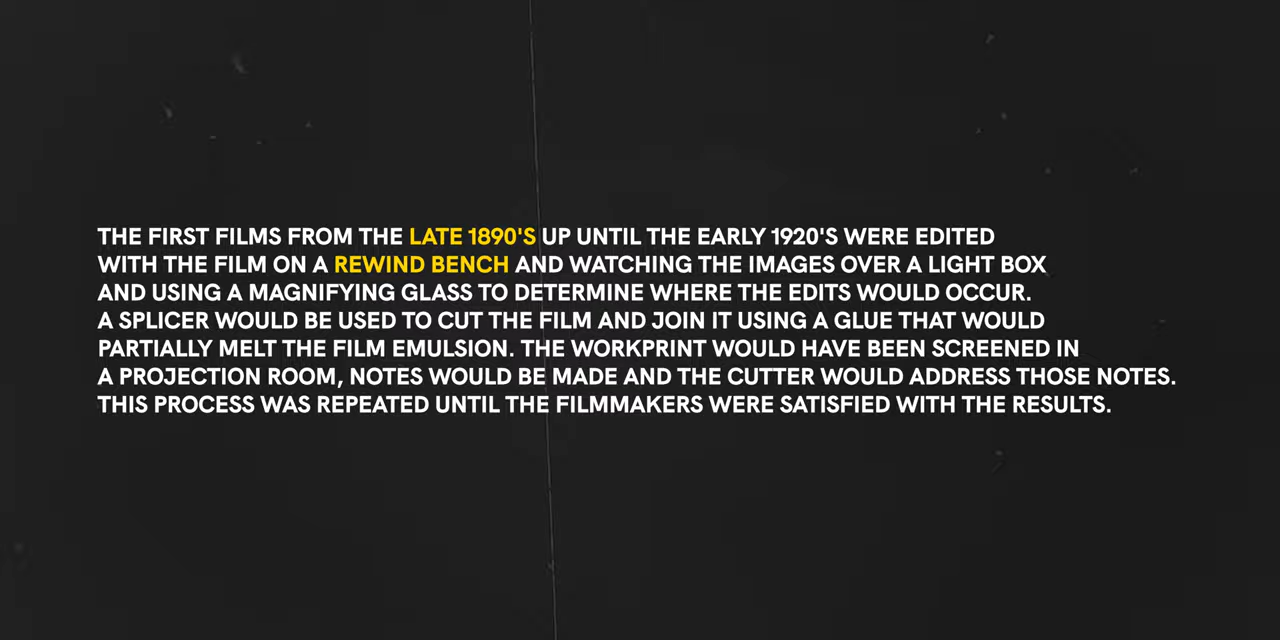 THE FIRST FILMS FROM THE LATE 1890'S UP UNTIL THE EARLY 1920'S WERE EDITED
WITH THE FILM ON A REWIND BENCH AND WATCHING THE IMAGES OVER A LIGHT BOX
AND USING A MAGNIFYING GLASS TO DETERMINE WHERE THE EDITS WOULD OCCUR.
A SPLICER WOULD BE USED TO CUT THE FILM AND JOIN IT USING A GLUE THAT WOULD
PARTIALLY MELT THE FILM EMULSION. THE WORKPRINT WOULD HAVE BEEN SCREENED IN
A PROJECTION ROOM, NOTES WOULD BE MADE AND THE CUTTER WOULD ADDRESS THOSE NOTES.
THIS PROCESS WAS REPEATED UNTIL THE FILMMAKERS WERE SATISFIED WITH THE RESULTS.